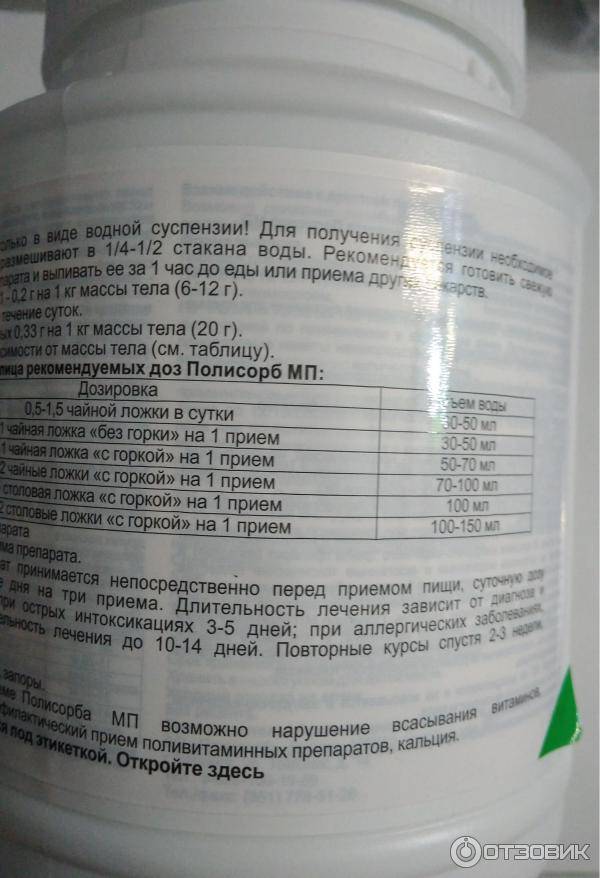 только в виде водной суспензии! Для получения суспензии необходимое
размешивают в 1/4-1/2 стакана воды. Рекомендуется готовить свежую
парата и выпивать ее за 1 час до еды или приема других лекарств.
- 0,2 г на 1 кг массы тела (6-12 г).
течение суток.
ых 0,33 г на 1 кг массы тела (20 г).
симости от массы тела (см. таблицу).
лица рекомендуемых доз Полисорб МП:
Дозировка ъем воды
0,5-1,5 чайной ложки в сутки 30-50 мл
1 чайная ложка «без горки» на 1 прием 30-50 мл
1 чайная ложка «с горкой» на 1 прием 50-70 мл
2 чайные ложки «с горкой» на 1 прием 70-100 мл
столовая ложка «с горкой» на 1 прием 100 мл
2 столовые ложки «с горкой» на 1 прием 100-150 мл
парата
ма препарата.
ат принимается непосредственно перед приемом пищи, суточную дозу
е дня на три приема. Длительность лечения зависит от диагноза и
при острых интоксикациях 3-5 дней; при аллергических заболеваниях,
ельность лечения до 10-14 дней. Повторные курсы спустя 2-3 недели.
запоры.
еме Полисорба МП возможно нарушение всасывания витаминов,
филактический прием поливитаминных препаратов, кальция.
я под этикеткой. Откройте здесь
ОТЗОВИК